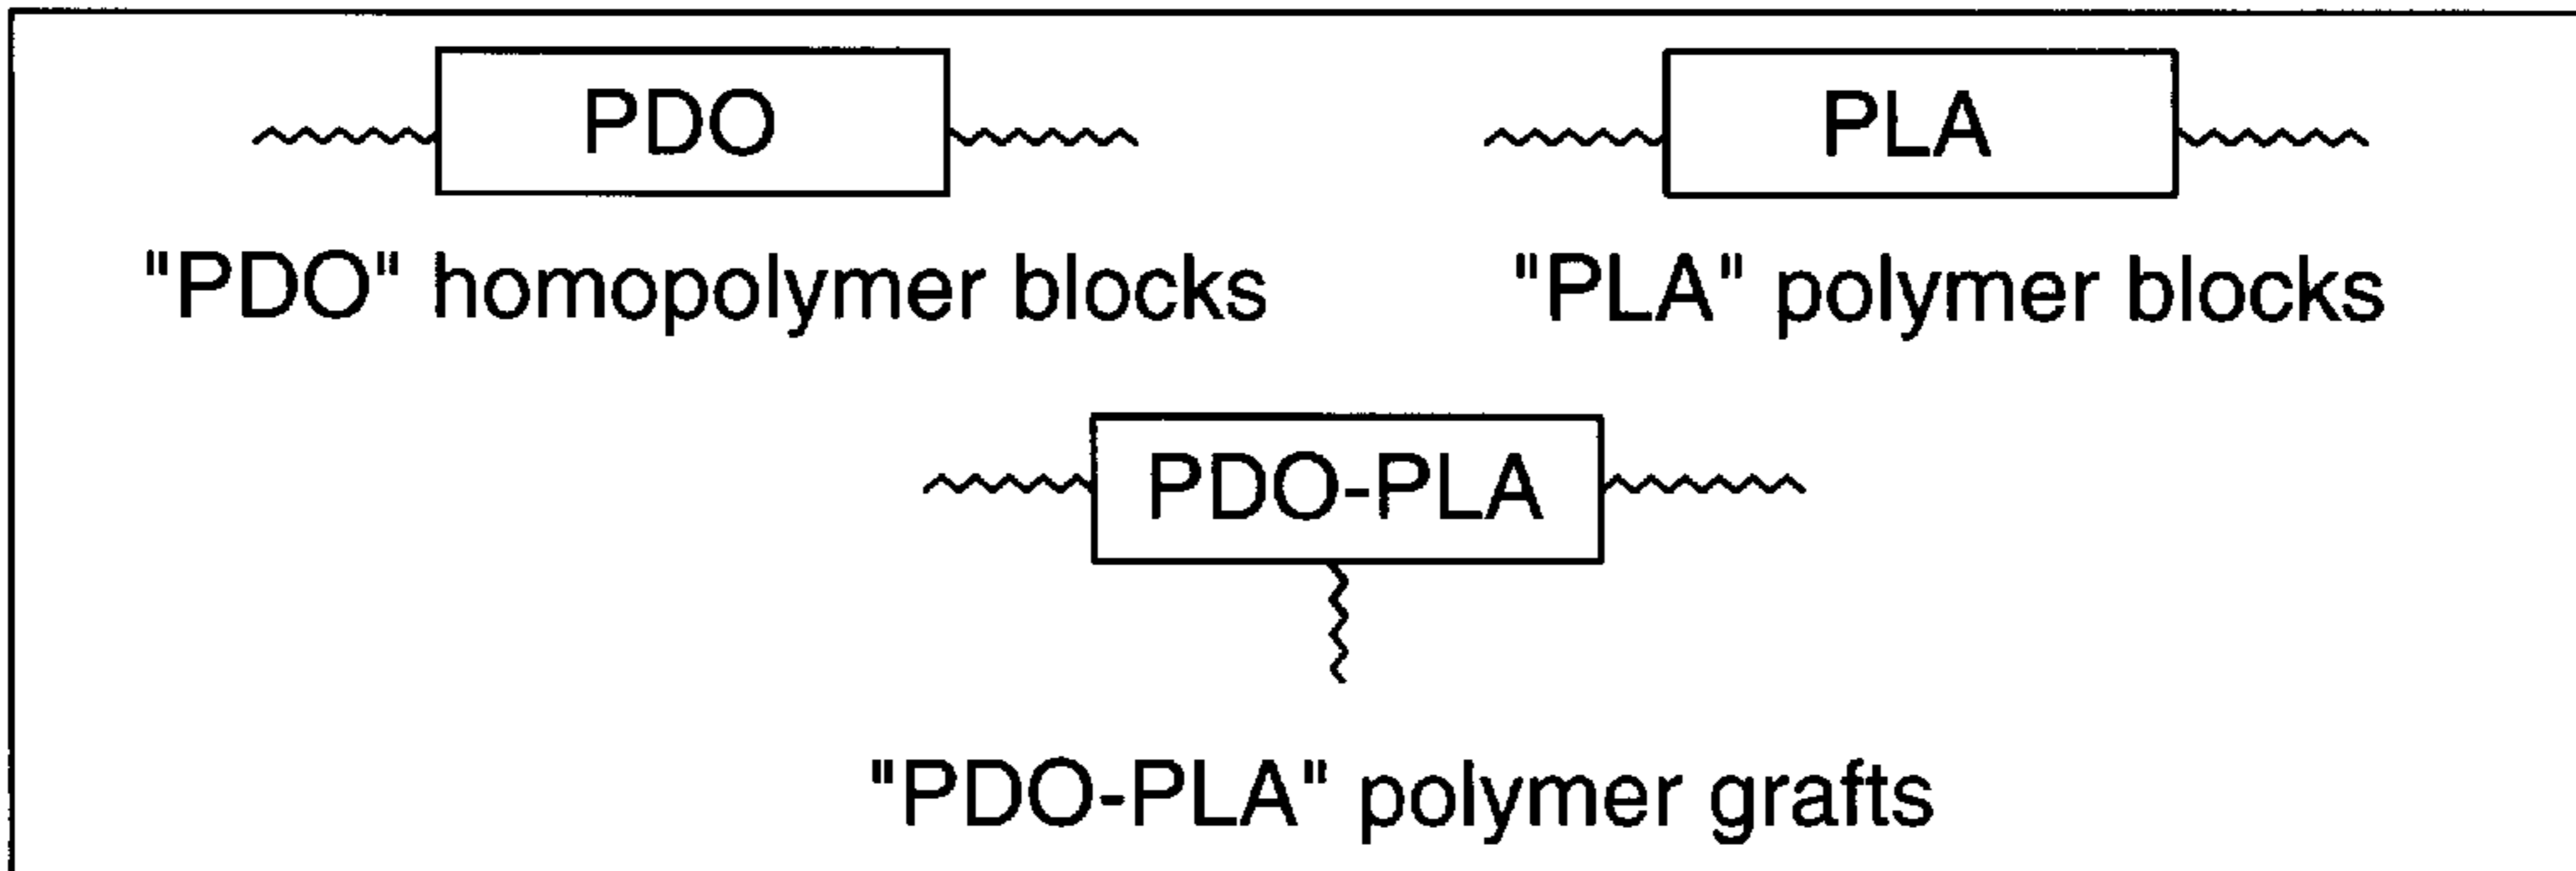 PDO
PLA
"PDO" homopolymer blocks
"PLA" polymer blocks
PDO-PLA
"PDO-PLA" polymer grafts